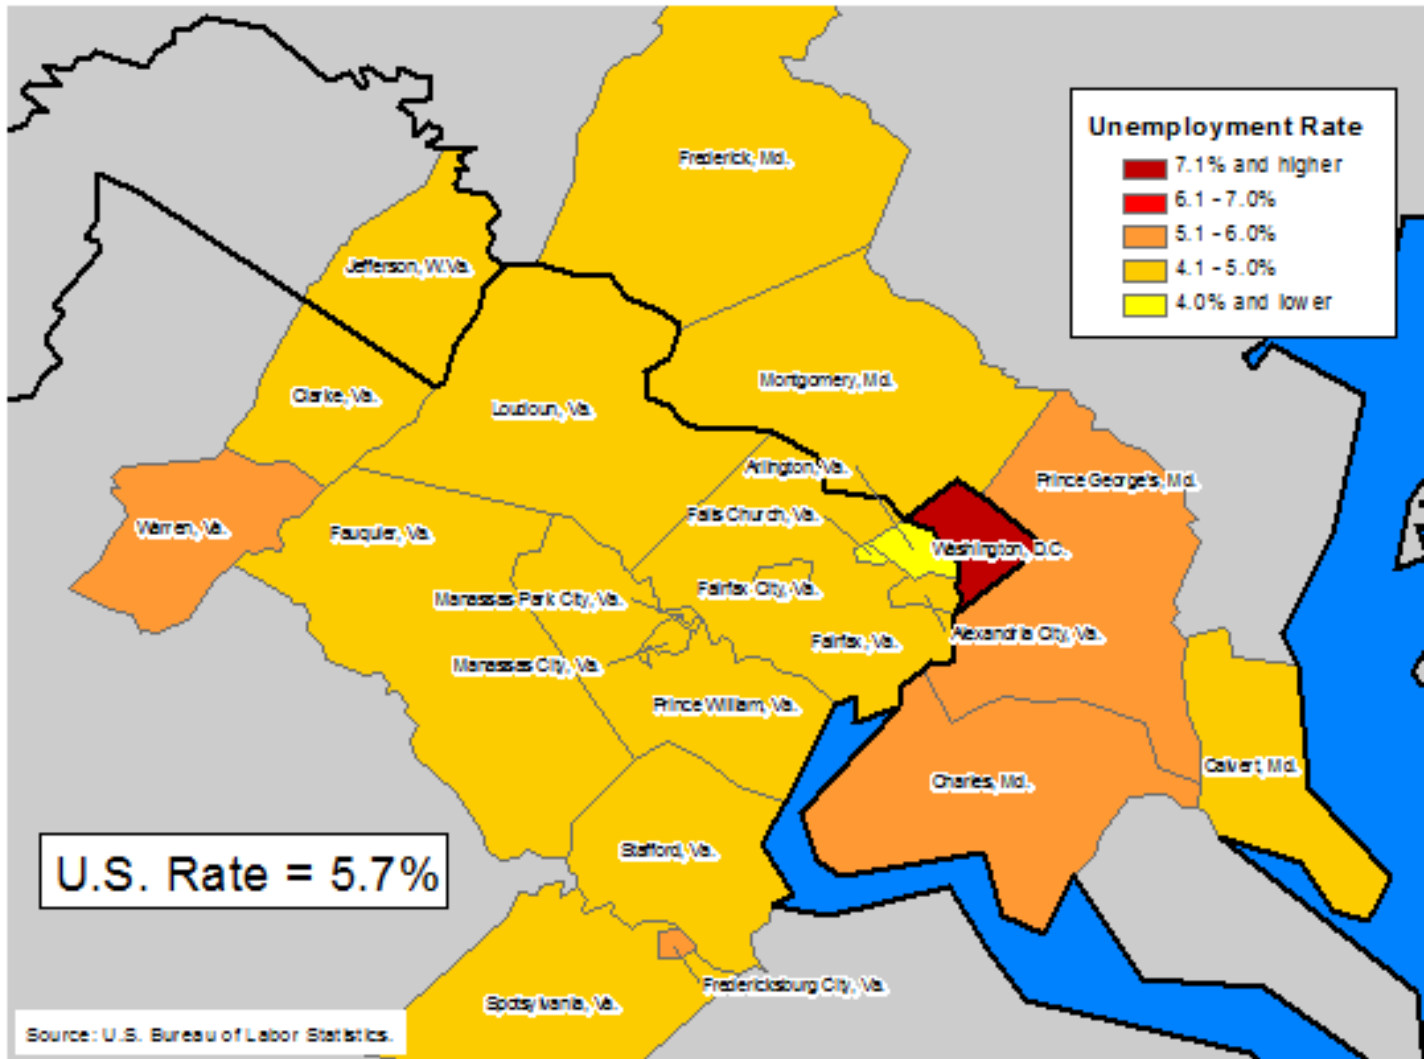 Frederick, Md.
Unemployment Rate
7.1% and higher
6.1 - 7.0%
5.1 - 6.0%
4.1 - 5.0%
4.0% and lower
Jefferson, W.Va.
Clarke, Va.
Loudoun, Va.
Montgomery, Md.
Arlington, Va.
Prince George's, Md.
Falls Church, Va.
Warren, Va.
Fauquier, Va.
Washington, D.C.
Fairfax City, Va.
Manassas Park City, Va.
Alexandria City, Va.
Fairfax, Va.
Manassas City, Va.
Prince William, Va.
Calvert, Md.
Charles, Md.
Stafford, Va.
U.S. Rate = 5.7%
Fredericksburg City, Va.
Spotsylvania, Va.
Source: U.S. Bureau of Labor Statistics.